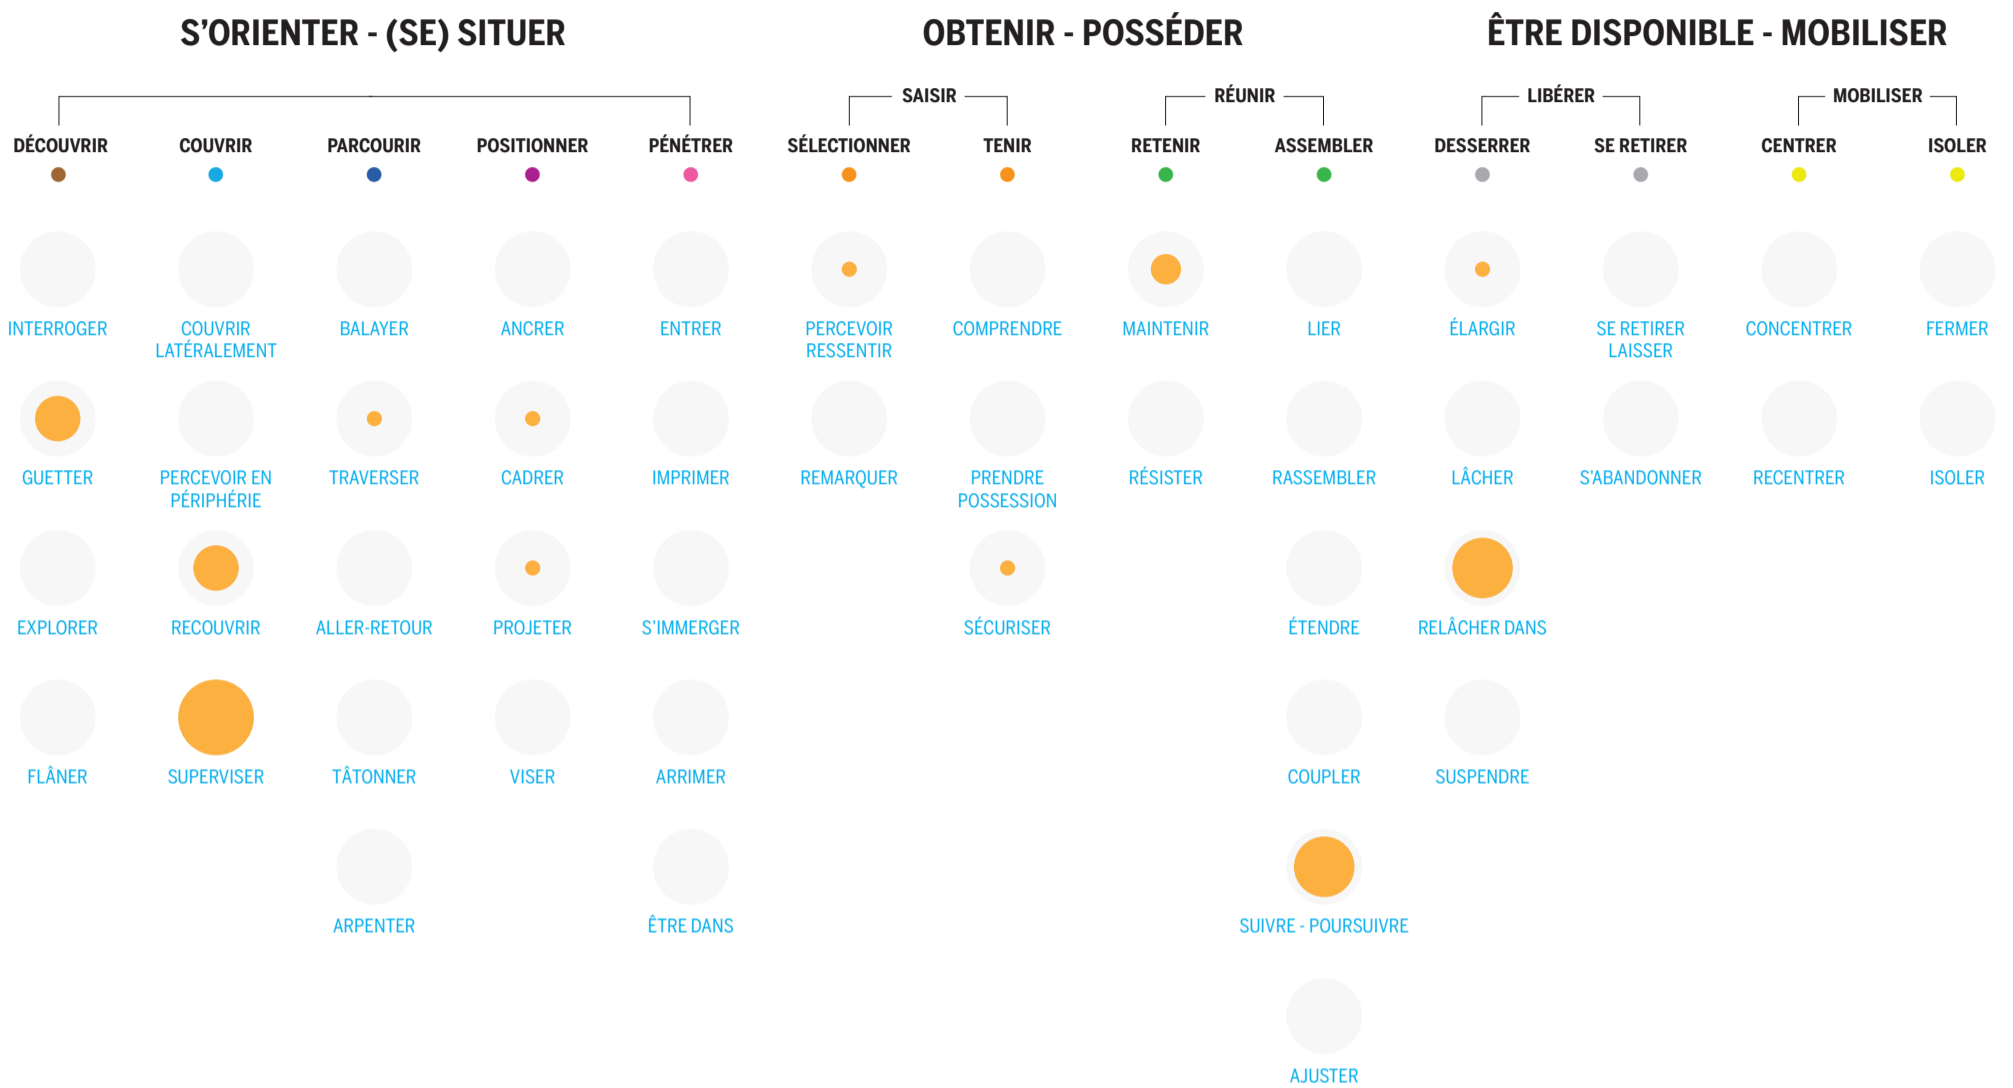 S’ORIENTER - (SE) SITUER
OBTENIR - POSSÉDER
ÊTRE DISPONIBLE - MOBILISER
SAISIR
RÉUNIR
LIBÉRER
MOBILISER
DÉCOUVRIR
COUVRIR
PARCOURIR
POSITIONNER
PÉNÉTRER
SÉLECTIONNER
TENIR
RETENIR
ASSEMBLER
DESSERRER
SE RETIRER
CENTRER
ISOLER
INTERROGER
COUVRIR
LATÉRALEMENT
BALAYER
ANCRER
ENTRER
PERCEVOIR
RESSENTIR
COMPRENDRE
MAINTENIR
LIER
ÉLARGIR
SE RETIRER
LAISSER
CONCENTRER
FERMER
GUETTER
PERCEVOIR EN
PÉRIPHÉRIE
TRAVERSER
CADRER
IMPRIMER
REMARQUER
PRENDRE
POSSESSION
RÉSISTER
RASSEMBLER
LÂCHER
S’ABANDONNER
RECENTRER
ISOLER
EXPLORER
RECOUVRIR
ALLER-RETOUR
PROJETER
S’IMMERGER
SÉCURISER
ÉTENDRE
RELÂCHER DANS
FLÂNER
SUPERVISER
TÂTONNER
VISER
ARRIMER
COUPLER
SUSPENDRE
ARPENTER
ÊTRE DANS
SUIVRE - POURSUIVRE
AJUSTER